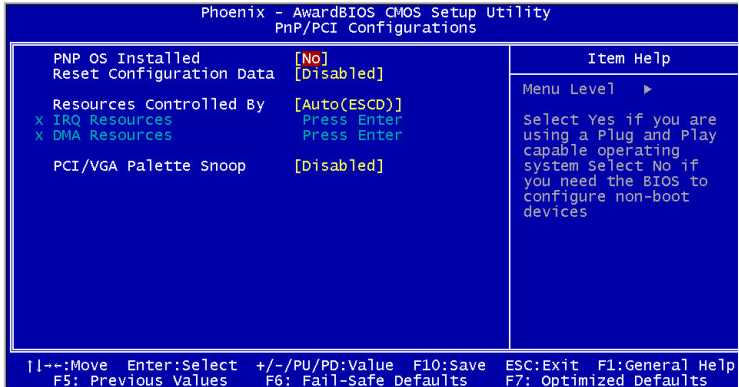 Phoenix - AwardBIOS CMOS Setup Utility
PnP/PCI Configurations
PNP OS Installed [No]
Reset Configuration Data [Disabled]
Resources Controlled By [Auto(ESCD)]
x IRQ Resources Press Enter
x DMA Resources Press Enter
PCI/VGA Palette Snoop [Disabled]
Item Help
Menu Level ▶
Select Yes if you are
using a Plug and Play
capable operating
system Select No if
you need the BIOS to
configure non-boot
devices
↑↓→←:Move Enter:Select +/-/PU/PD:Value F10:Save ESC:Exit F1:General Help
F5: Previous Values F6: Fail-Safe Defaults F7: Optimized Defaults